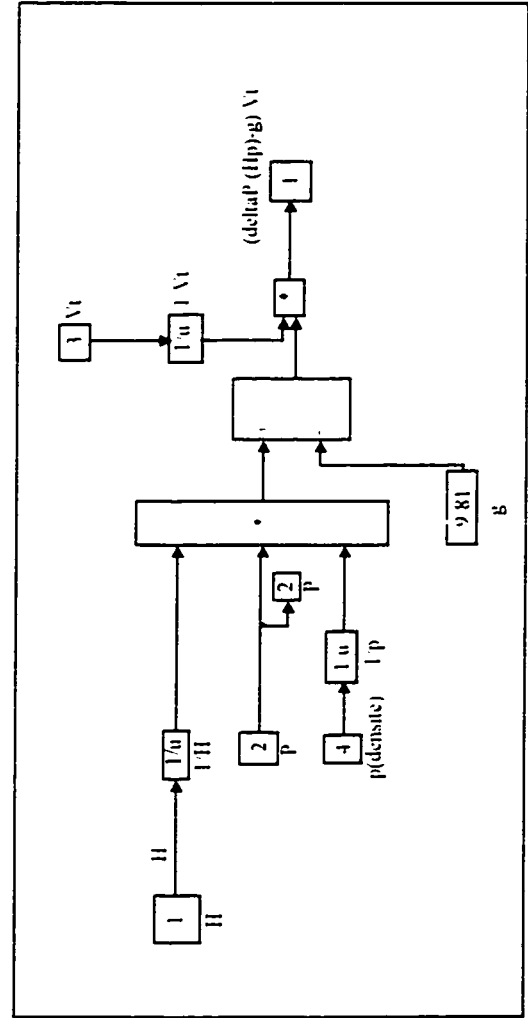 3
Vt
1/u
1 Vt
(deltaP (Hp)-g) Vt
1
*
1
H
H
1/u
1/H
*
2
P
2
P
4
p(densite)
1 u
1/p
9 81
g